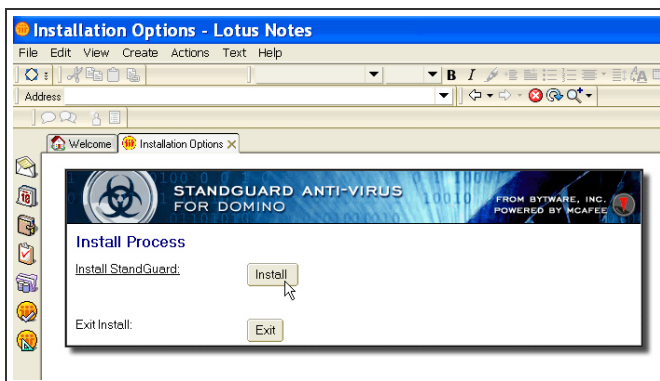 Installation Options - Lotus Notes
File Edit View Create Actions Text Help
B I
Address
Welcome Installation Options
STANDGUARD ANTI-VIRUS
FOR DOMINO
FROM BYTWARE, INC.
POWERED BY MCAFEE
Install Process
Install StandGuard: Install
Exit Install: Exit